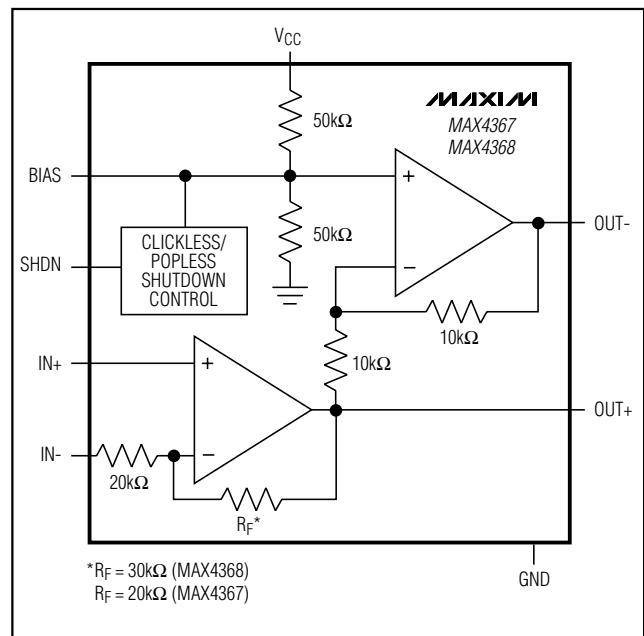 VCC
MAXIM
MAX4367
MAX4368
50kΩ
BIAS
+
OUT-
50kΩ
CLICKLESS/
POPLESS
SHUTDOWN
CONTROL
SHDN
−
10kΩ
IN+
+
10kΩ
OUT+
IN-
−
20kΩ
RF*
*RF = 30kΩ (MAX4368)
RF = 20kΩ (MAX4367)
GND